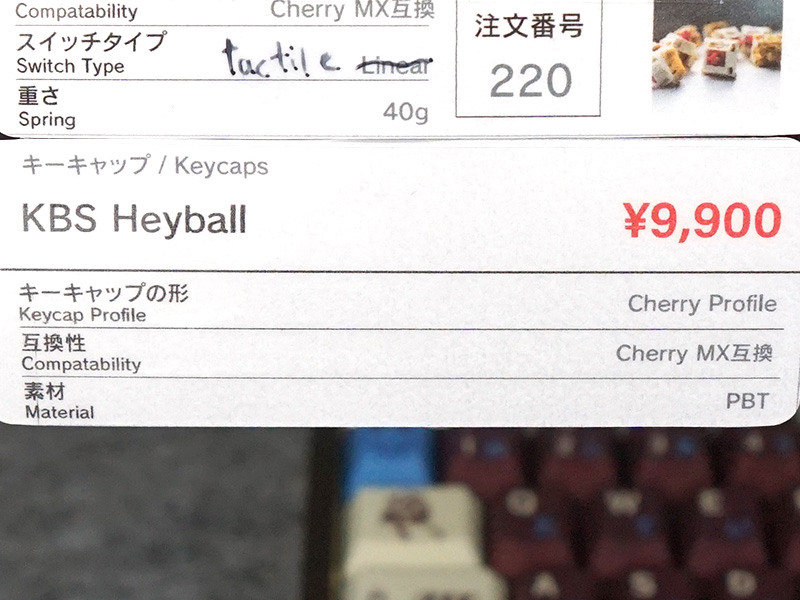 Compatability Cherry MX互換
スイッチタイプ
Switch Type tactile Linear
重さ
Spring 40g
注文番号
220
キーキャップ / Keycaps
KBS Heyball ¥9,900
キーキャップの形
Keycap Profile Cherry Profile
互換性
Compatability Cherry MX互換
素材
Material PBT
Q W E
A S D